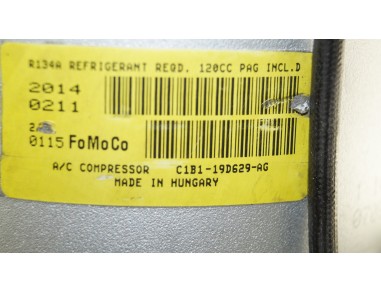 R134A REFRIGERANT REQD. 120CC PAG INCL.D
2014
0211
0115 FoMoCo
A/C COMPRESSOR C1B1-19D629-AG
MADE IN HUNGARY